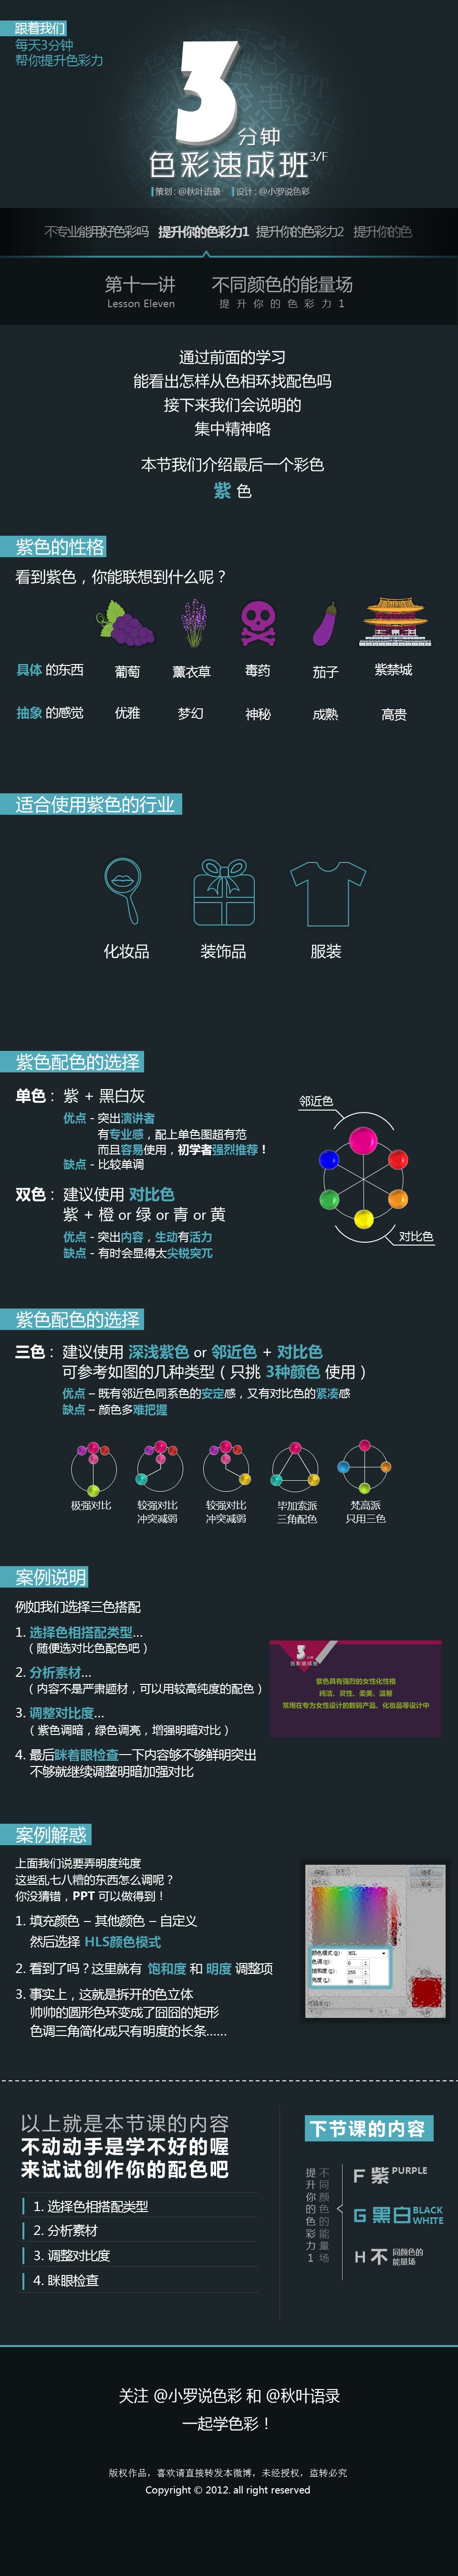 跟着我们
每天3分钟
帮你提升色彩力
3
分钟
色彩速成班3/F
策划：@秋叶语录 设计：@小罗说色彩
不专业能用好色彩吗 提升你的色彩力1 提升你的色彩力2 提升你的色
第十一讲 不同颜色的能量场
Lesson Eleven 提升你的色彩力1
通过前面的学习
能看出怎样从色相环找配色吗
接下来我们会说明的
集中精神咯
本节我们介绍最后一个彩色
紫 色
紫色的性格
看到紫色，你能联想到什么呢？
具体 的东西 葡萄 薰衣草 毒药 茄子 紫禁城
抽象 的感觉 优雅 梦幻 神秘 成熟 高贵
适合使用紫色的行业
化妆品 装饰品 服装
紫色配色的选择
单色：紫 + 黑白灰
优点 - 突出演讲者
有专业感，配上单色图超有范
而且容易使用，初学者强烈推荐！
缺点 - 比较单调
双色：建议使用 对比色
紫 + 橙 or 绿 or 青 or 黄
优点 - 突出内容，生动有活力
缺点 - 有时会显得太尖锐突兀
邻近色
对比色
紫色配色的选择
三色：建议使用 深浅紫色 or 邻近色 + 对比色
可参考如图的几种类型（只挑 3种颜色 使用）
优点 – 既有邻近色同系色的安定感，又有对比色的紧凑感
缺点 – 颜色多难把握
极强对比 较强对比 较强对比 毕加索派 梵高派
冲突减弱 冲突减弱 三角配色 只用三色
案例说明
例如我们选择三色搭配
1. 选择色相搭配类型...
（随便选对比色配色吧）
2. 分析素材...
（内容不是严肃题材，可以用较高纯度的配色）
3. 调整对比度...
（紫色调暗，绿色调亮，增强明暗对比）
4. 最后眯着眼检查一下内容够不够鲜明突出
不够就继续调整明暗加强对比
3分钟
色彩速成班
紫色具有强烈的女性化性格
纯洁、灵性、柔美、温馨
常用在专为女性设计的数码产品、化妆品等设计中
案例解惑
上面我们说要弄明度纯度
这些乱七八糟的东西怎么调呢？
你没猜错，PPT 可以做得到！
1. 填充颜色 – 其他颜色 – 自定义
然后选择 HLS颜色模式
2. 看到了吗？这里就有 饱和度 和 明度 调整项
3. 事实上，这就是拆开的色立体
帅帅的圆形色环变成了囧囧的矩形
色调三角简化成只有明度的长条……
颜色模式(D)： HSL
色调(H)： 0
饱和度(S)： 255
亮度(L)： 96
以上就是本节课的内容
不动动手是学不好的喔
来试试创作你的配色吧
1. 选择色相搭配类型
2. 分析素材
3. 调整对比度
4. 眯眼检查
下节课的内容
不同颜色的能量场
提升你的色彩力1
F 紫 PURPLE
G 黑白 BLACK WHITE
H 不 同颜色的
能量场
关注 @小罗说色彩 和 @秋叶语录
一起学色彩！
版权作品，喜欢请直接转发本微博，未经授权，盗转必究
Copyright © 2012. all right reserved